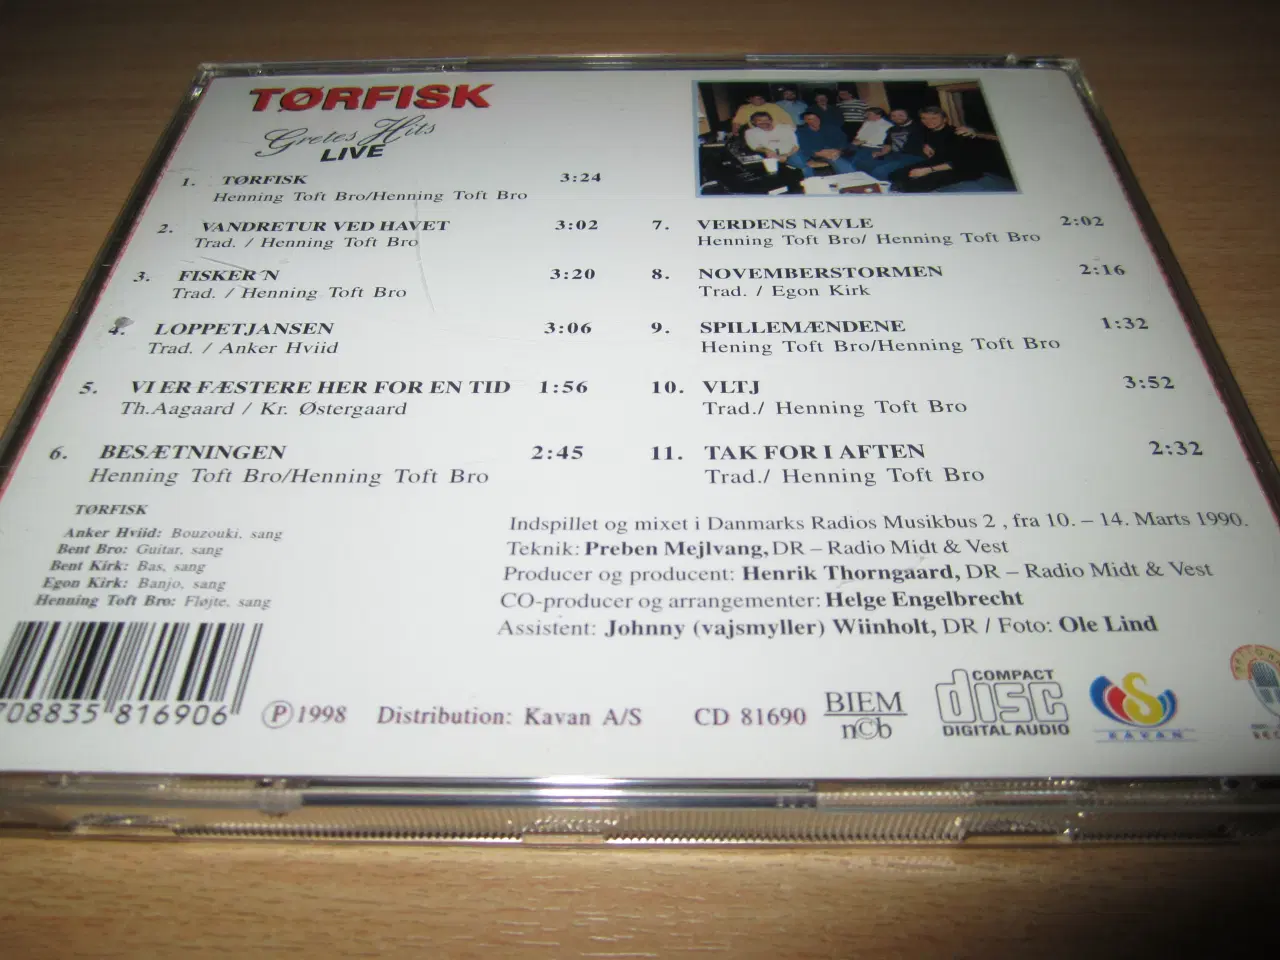 TØRFISK
Gretes Hits
LIVE
1. TØRFISK 3:24
Henning Toft Bro/Henning Toft Bro
2. VANDRETUR VED HAVET 3:02
Trad. / Henning Toft Bro
3. FISKER´N 3:20
Trad. / Henning Toft Bro
4. LOPPETJANSEN 3:06
Trad. / Anker Hviid
5. VI ER FÆSTERE HER FOR EN TID 1:56
Th.Aagaard / Kr. Østergaard
6. BESÆTNINGEN 2:45
Henning Toft Bro/Henning Toft Bro
7. VERDENS NAVLE 2:02
Henning Toft Bro/ Henning Toft Bro
8. NOVEMBERSTORMEN 2:16
Trad. / Egon Kirk
9. SPILLEMÆNDENE 1:32
Hening Toft Bro/Henning Toft Bro
10. VLTJ 3:52
Trad./ Henning Toft Bro
11. TAK FOR I AFTEN 2:32
Trad./ Henning Toft Bro
TØRFISK
Anker Hviid: Bouzouki, sang
Bent Bro: Guitar, sang
Bent Kirk: Bas, sang
Egon Kirk: Banjo, sang
Henning Toft Bro: Fløjte, sang
Indspillet og mixet i Danmarks Radios Musikbus 2 , fra 10. – 14. Marts 1990.
Teknik: Preben Mejlvang, DR – Radio Midt & Vest
Producer og producent: Henrik Thorngaard, DR – Radio Midt & Vest
CO-producer og arrangementer: Helge Engelbrecht
Assistent: Johnny (vajsmyller) Wiinholt, DR / Foto: Ole Lind
708835 816906
Ⓟ1998 Distribution: Kavan A/S CD 81690
BIEM
n©b
COMPACT
disc
DIGITAL AUDIO
S
KAVAN